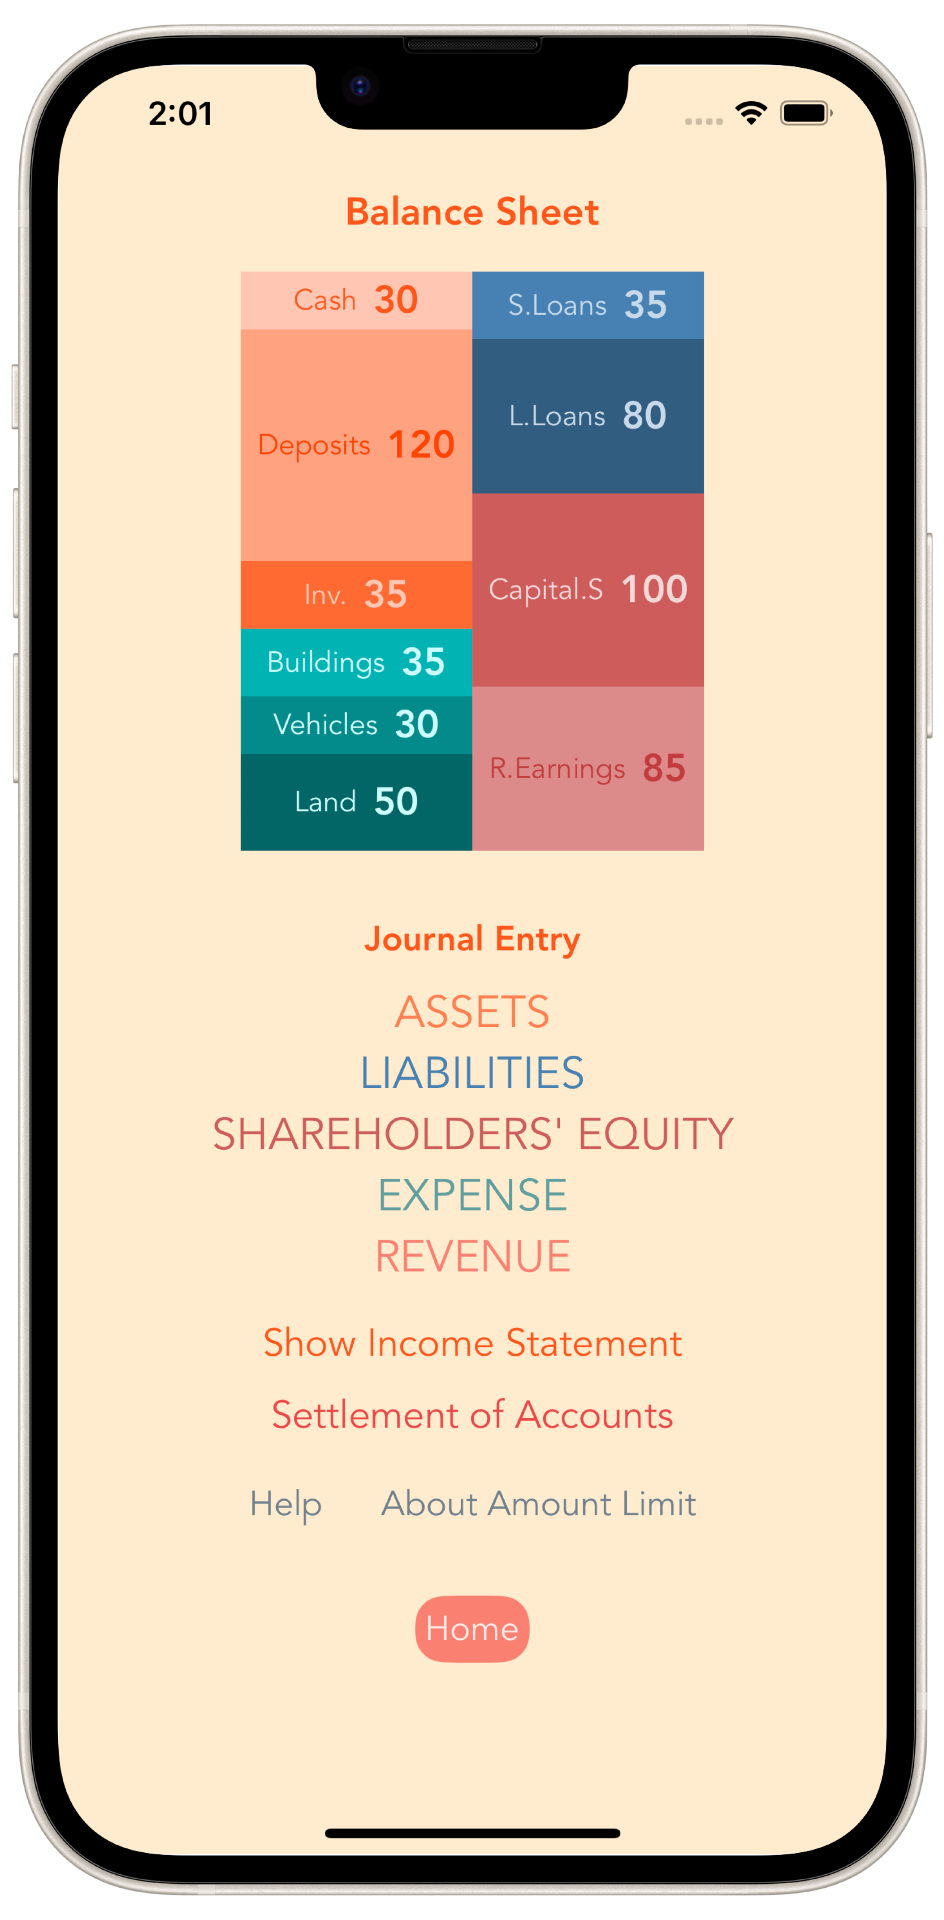 2:01
Balance Sheet
Cash 30
Deposits 120
Inv. 35
Buildings 35
Vehicles 30
Land 50
S.Loans 35
L.Loans 80
Capital.S 100
R.Earnings 85
Journal Entry
ASSETS
LIABILITIES
SHAREHOLDERS' EQUITY
EXPENSE
REVENUE
Show Income Statement
Settlement of Accounts
Help About Amount Limit
Home